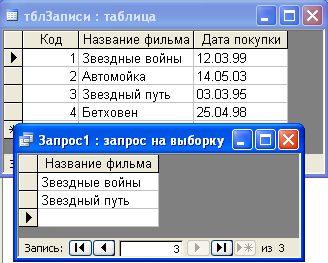 тблЗаписи : таблица
Код Название фильма Дата покупки
1 Звездные войны 12.03.99
2 Автомойка 14.05.03
3 Звездный путь 03.03.95
4 Бетховен 25.04.98
Запрос1 : запрос на выборку
Название фильма
Звездные войны
Звездный путь
Запись: 3 из 3